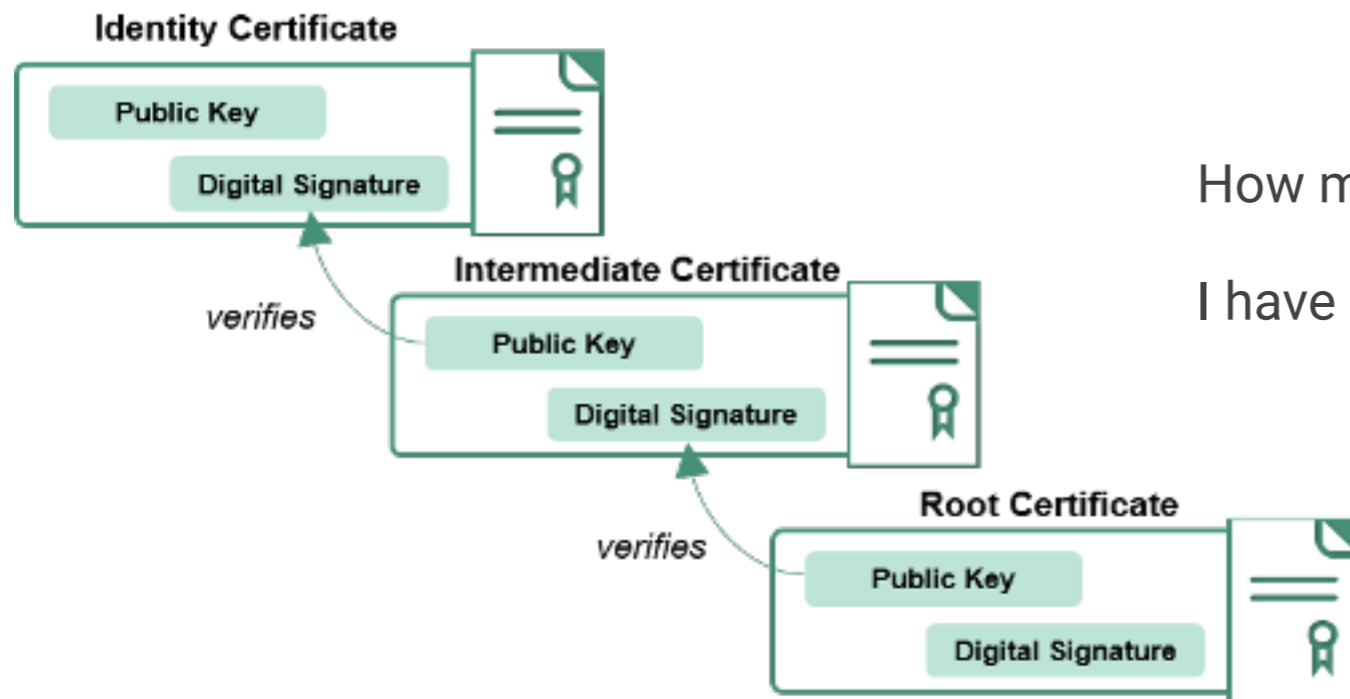 Identity Certificate
Public Key
Digital Signature
verifies
Intermediate Certificate
Public Key
Digital Signature
verifies
Root Certificate
Public Key
Digital Signature
How m
I have